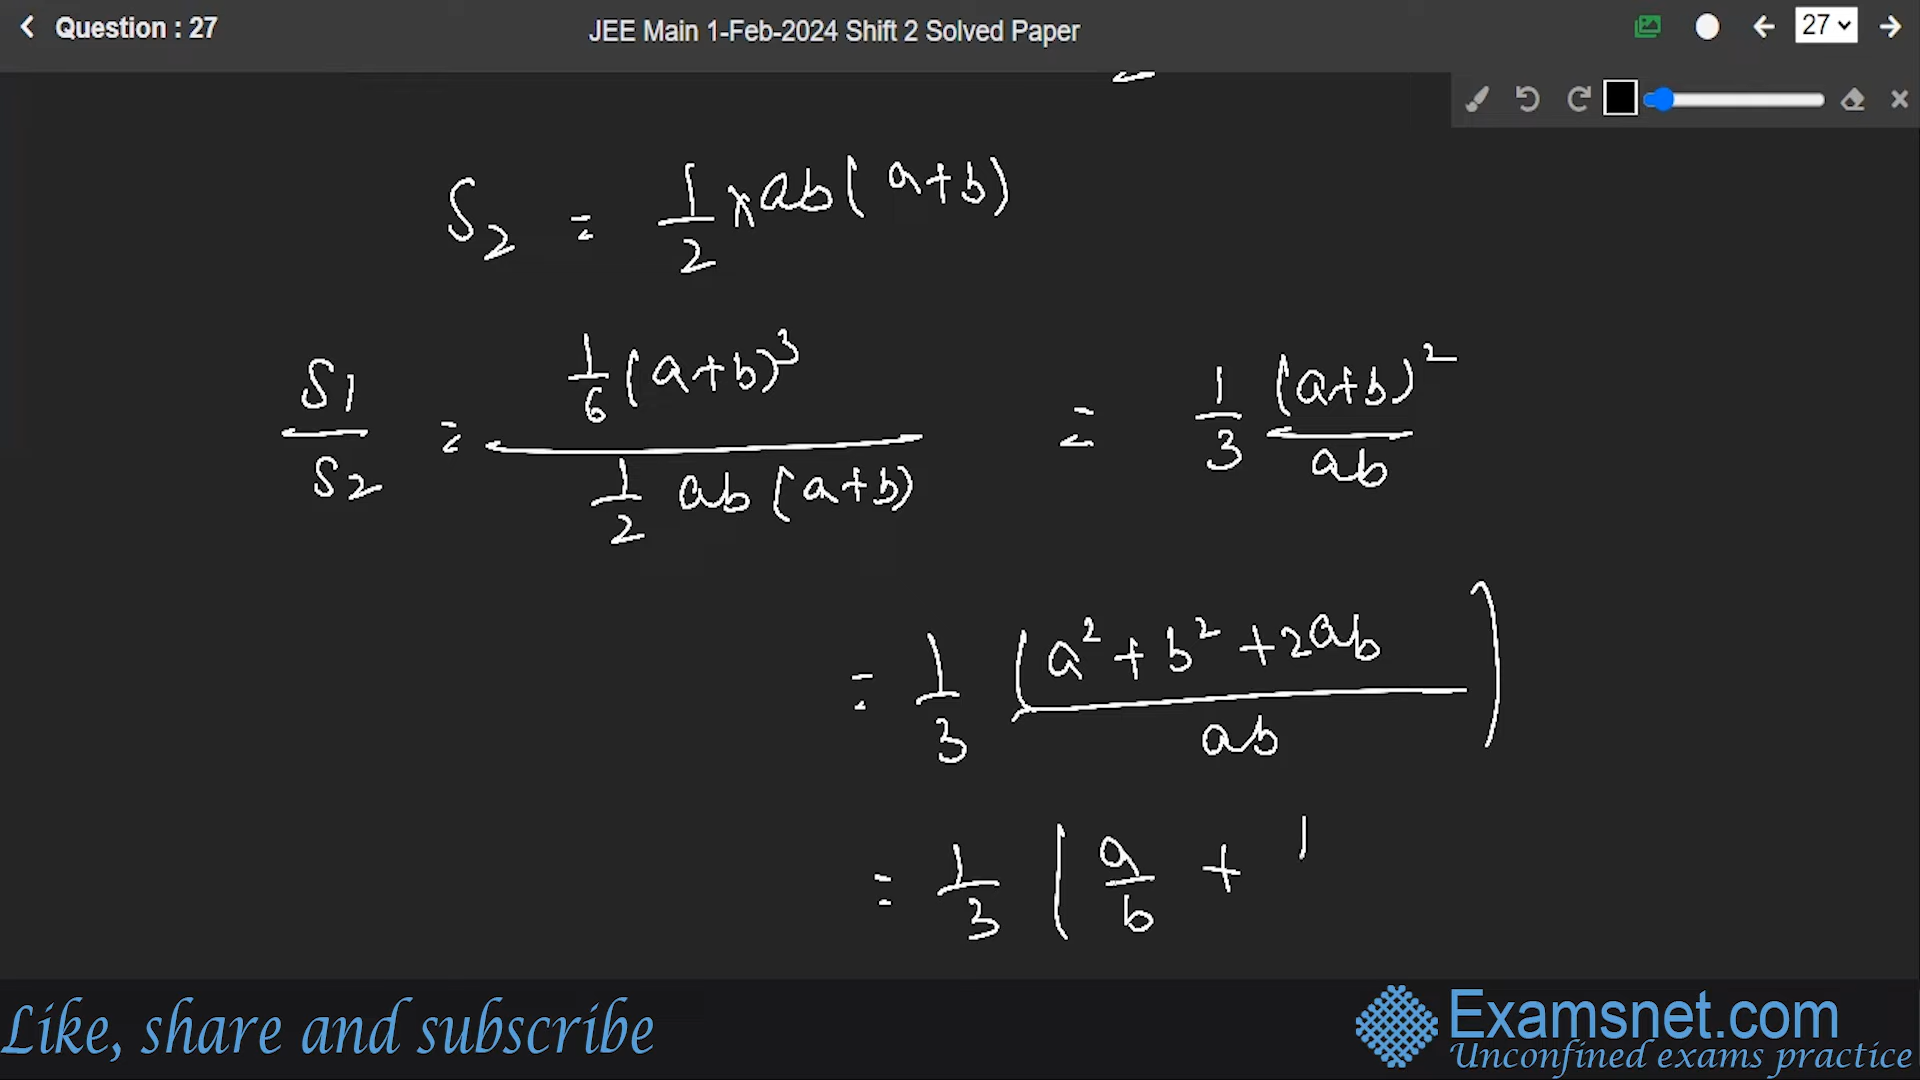 Question : 27
JEE Main 1-Feb-2024 Shift 2 Solved Paper
27
S₂ = 1/2 × ab(a+b)
S1/S2 = (1/6 (a+b)³)/(1/2 ab(a+b)) = 1/3 (a+b)²/ab
= 1/3 ((a²+b²+2ab)/ab)
= 1/3 ( a/b +
Like, share and subscribe
Examsnet.com
Unconfined exams practice